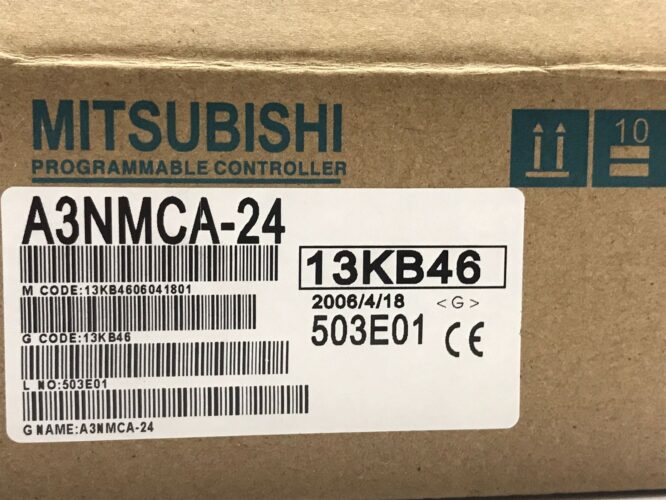 MITSUBISHI
PROGRAMMABLE CONTROLLER
10
A3NMCA-24
13KB46
M CODE:13KB4606041801
2006/4/18 <G>
503E01 CE
G CODE:13KB46
L NO:503E01
G NAME:A3NMCA-24